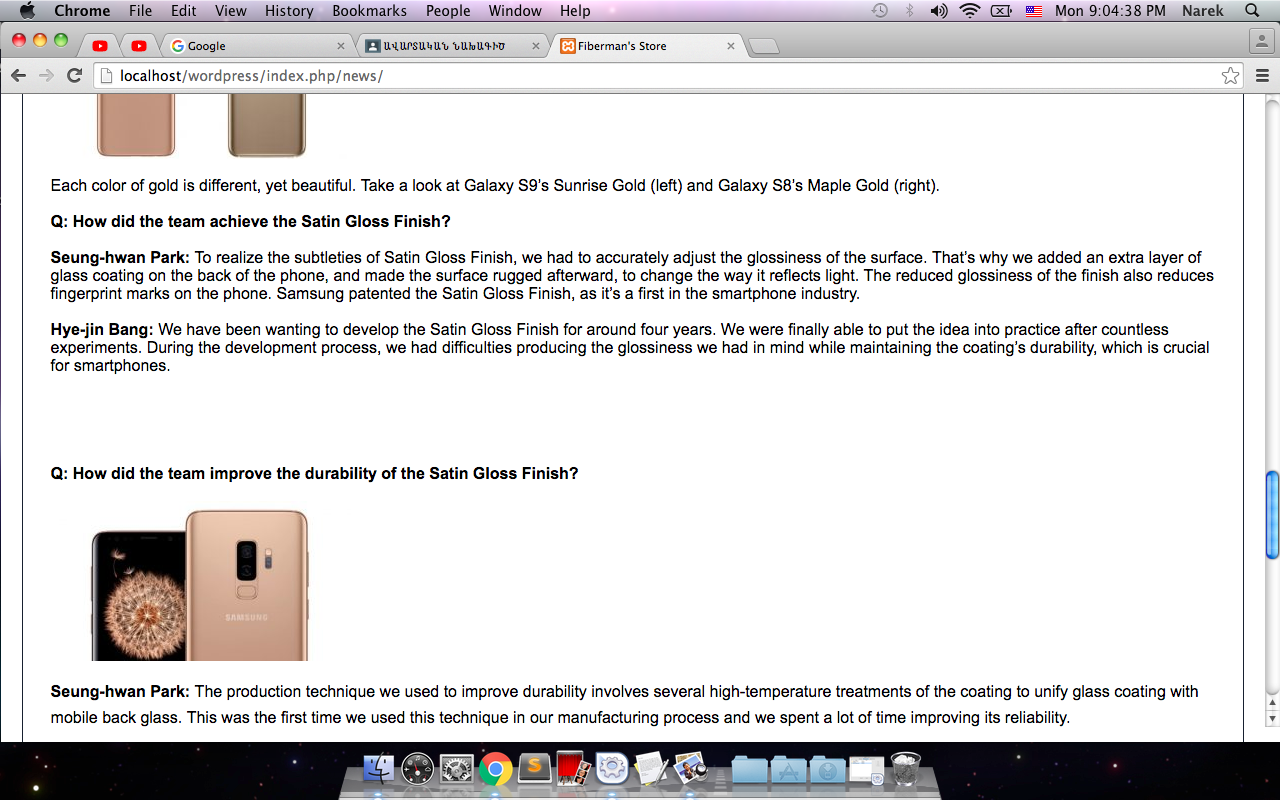 Chrome File Edit View History Bookmarks People Window Help Mon 9:04:38 PM Narek
Google ԱՎԱՐՏԱԿԱՆ ՆԱԽԱԳԻԾ Fiberman's Store
localhost/wordpress/index.php/news/
Each color of gold is different, yet beautiful. Take a look at Galaxy S9’s Sunrise Gold (left) and Galaxy S8’s Maple Gold (right).
Q: How did the team achieve the Satin Gloss Finish?
Seung-hwan Park: To realize the subtleties of Satin Gloss Finish, we had to accurately adjust the glossiness of the surface. That’s why we added an extra layer of
glass coating on the back of the phone, and made the surface rugged afterward, to change the way it reflects light. The reduced glossiness of the finish also reduces
fingerprint marks on the phone. Samsung patented the Satin Gloss Finish, as it’s a first in the smartphone industry.
Hye-jin Bang: We have been wanting to develop the Satin Gloss Finish for around four years. We were finally able to put the idea into practice after countless
experiments. During the development process, we had difficulties producing the glossiness we had in mind while maintaining the coating’s durability, which is crucial
for smartphones.
Q: How did the team improve the durability of the Satin Gloss Finish?
SAMSUNG
Seung-hwan Park: The production technique we used to improve durability involves several high-temperature treatments of the coating to unify glass coating with
mobile back glass. This was the first time we used this technique in our manufacturing process and we spent a lot of time improving its reliability.